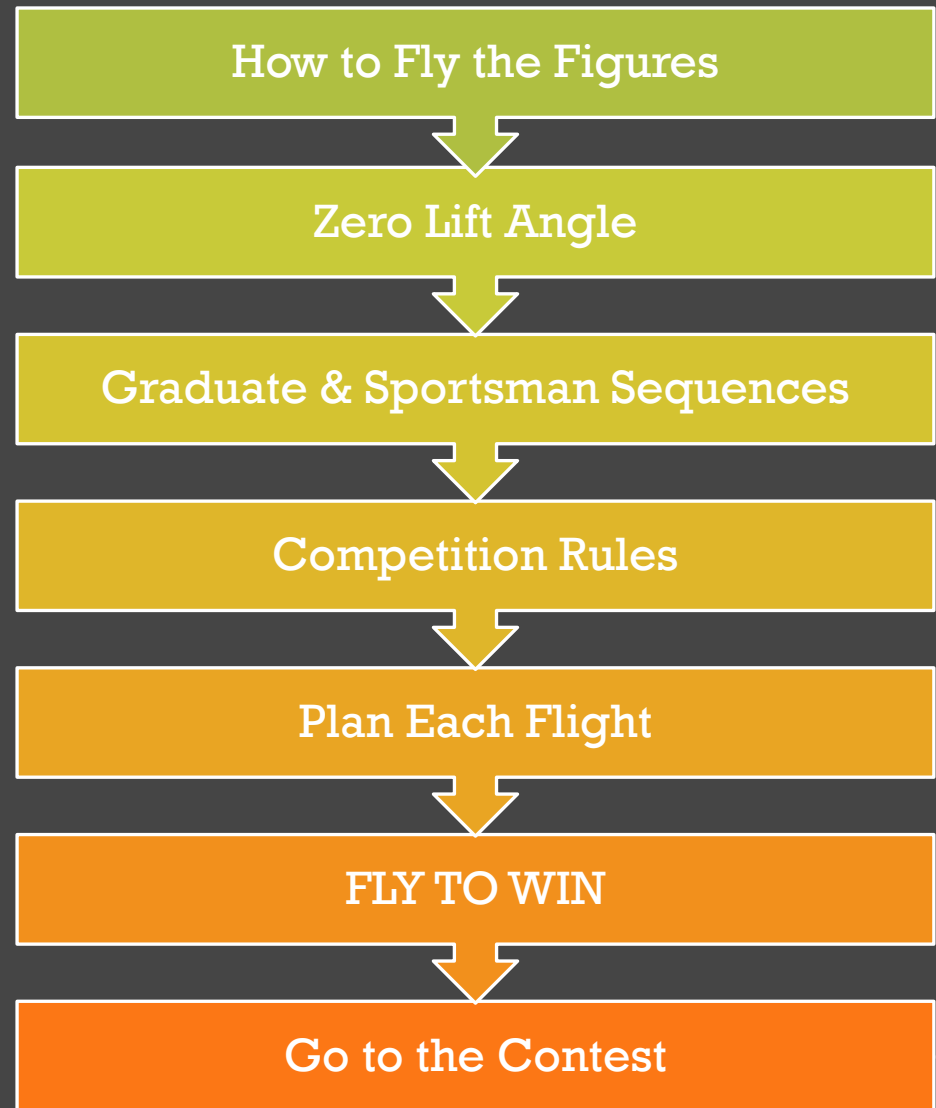 How to Fly the Figures
Zero Lift Angle
Graduate & Sportsman Sequences
Competition Rules
Plan Each Flight
FLY TO WIN
Go to the Contest